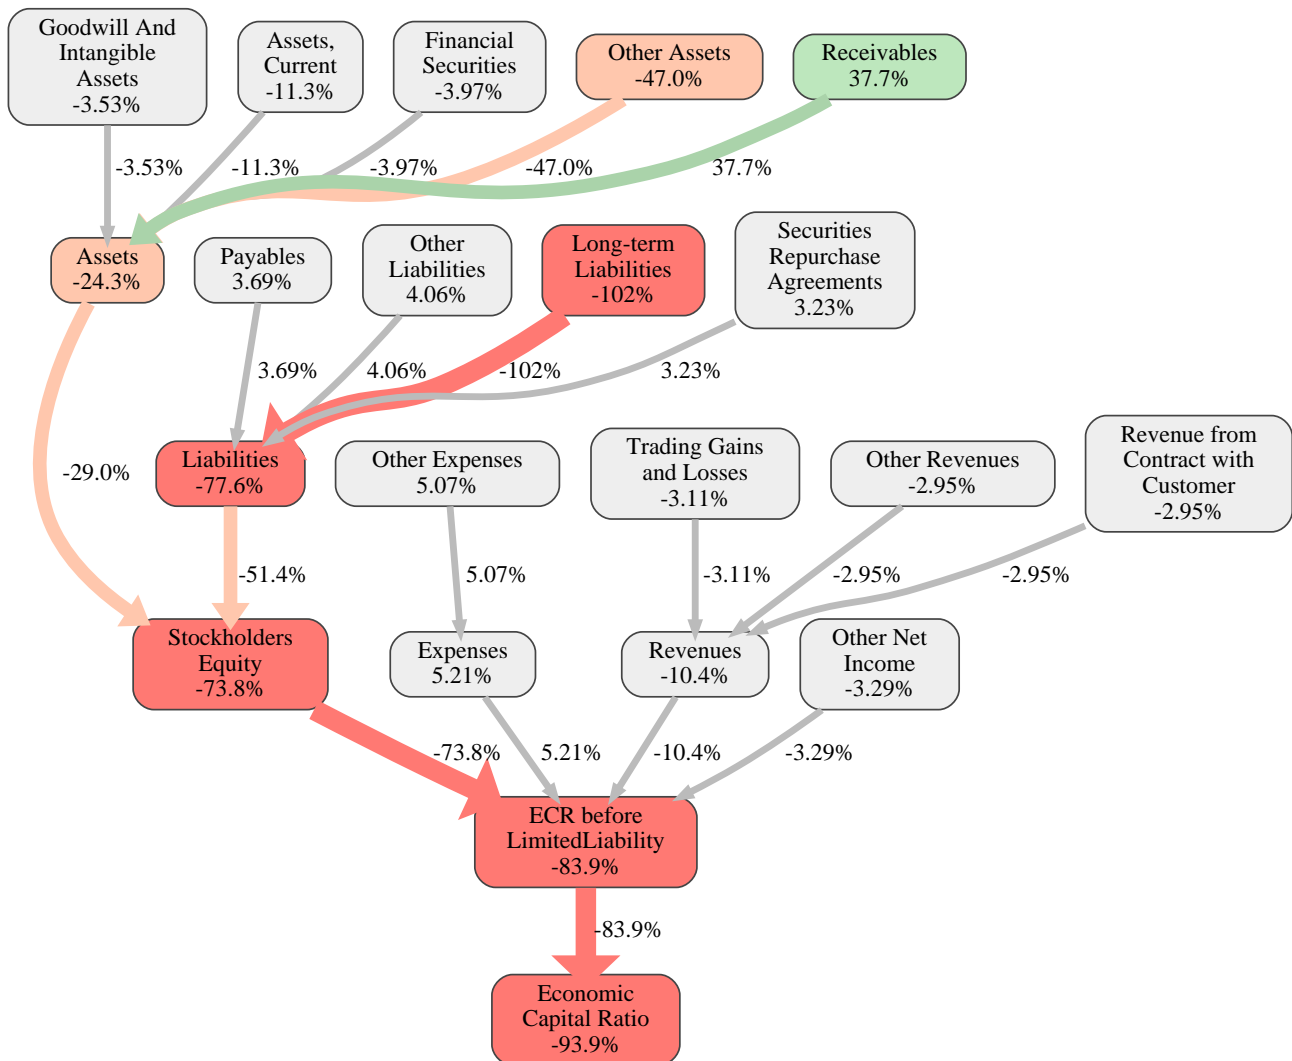 Goodwill And
Intangible
Assets
-3.53%
Assets,
Current
-11.3%
Financial
Securities
-3.97%
Other Assets
-47.0%
Receivables
37.7%
-3.53%
-11.3%
-3.97%
-47.0%
37.7%
Assets
-24.3%
Payables
3.69%
Other
Liabilities
4.06%
Long-term
Liabilities
-102%
Securities
Repurchase
Agreements
3.23%
3.69%
4.06%
-102%
3.23%
-29.0%
Liabilities
-77.6%
Other Expenses
5.07%
Trading Gains
and Losses
-3.11%
Other Revenues
-2.95%
Revenue from
Contract with
Customer
-2.95%
-51.4%
5.07%
-3.11%
-2.95%
-2.95%
Stockholders
Equity
-73.8%
Expenses
5.21%
Revenues
-10.4%
Other Net
Income
-3.29%
-73.8%
5.21%
-10.4%
-3.29%
ECR before
LimitedLiability
-83.9%
-83.9%
Economic
Capital Ratio
-93.9%